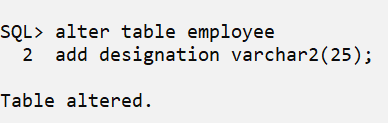 SQL> alter table employee
2 add designation varchar2(25);
Table altered.